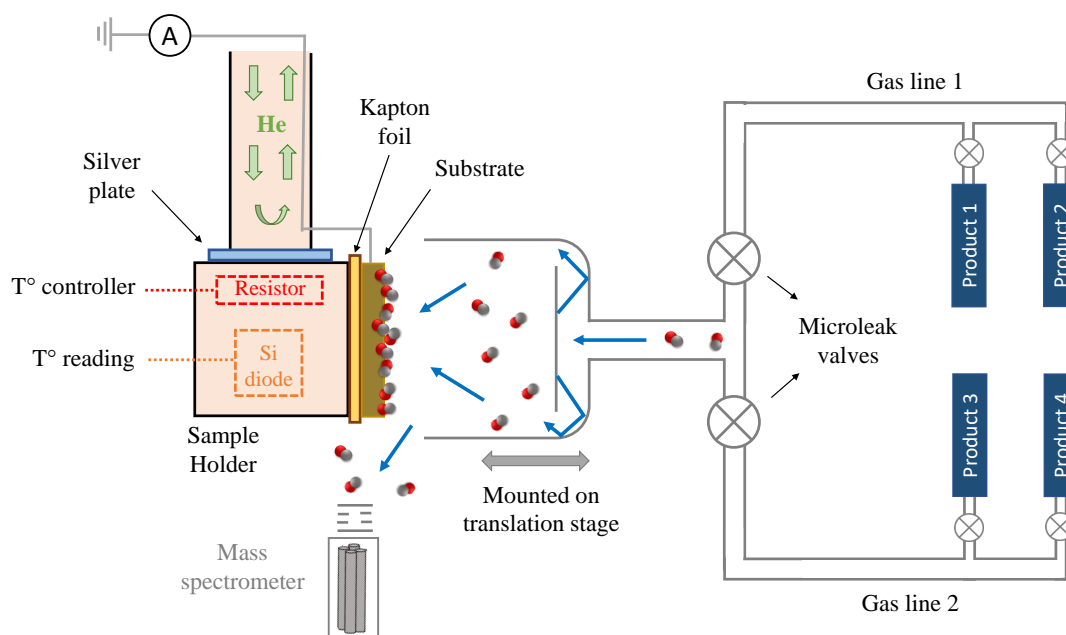 A
Gas line 1
He
Kapton
foil
Silver
plate
Substrate
Product 1
Product 2
T° controller
Resistor
T° reading
Si
diode
Microleak
valves
Sample
Holder
Product 3
Product 4
Mounted on
translation stage
Mass
spectrometer
Gas line 2